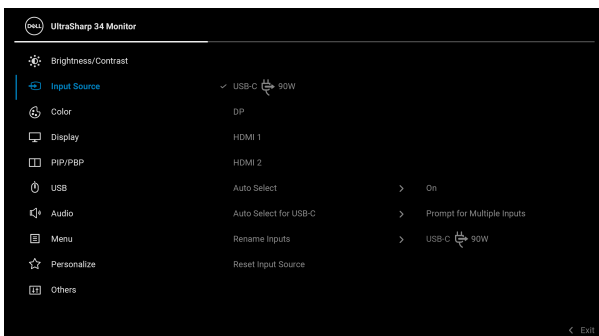 DELL UltraSharp 34 Monitor
Brightness/Contrast
Input Source USB-C 90W
Color DP
Display HDMI 1
PIP/PBP HDMI 2
USB Auto Select On
Audio Auto Select for USB-C Prompt for Multiple Inputs
Menu Rename Inputs USB-C 90W
Personalize Reset Input Source
Others
Exit